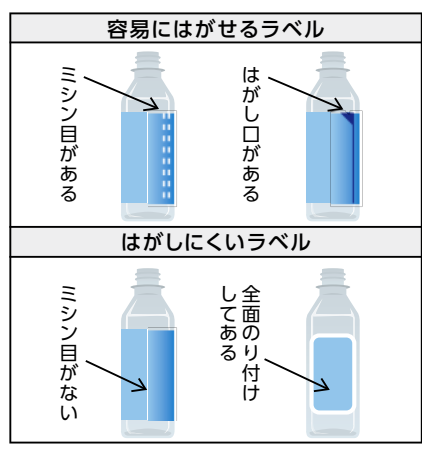 容易にはがせるラベル
ミシン目がある
はがし口がある
はがしにくいラベル
ミシン目がない
全面のり付け
してある